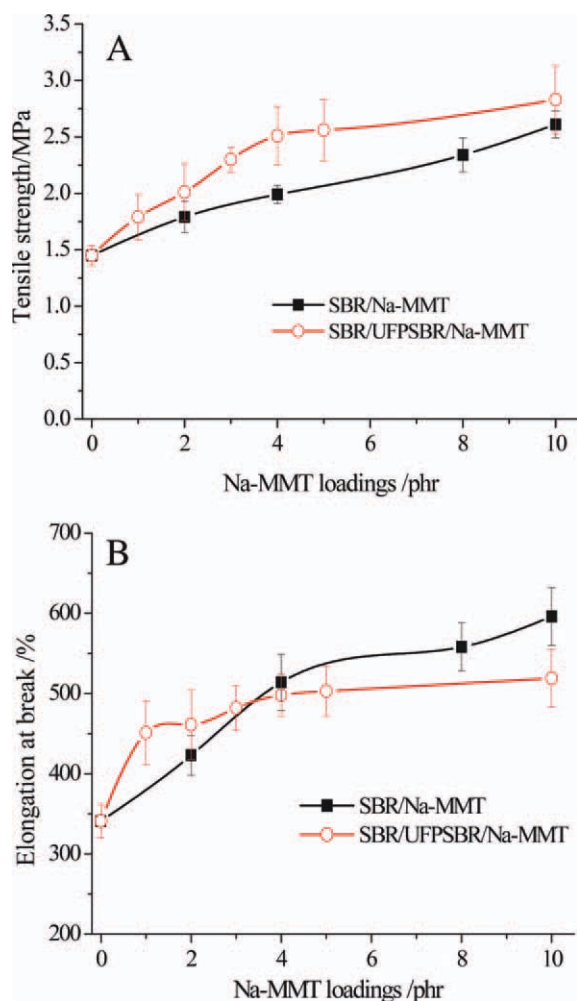 A
3.5
3.0
2.5
2.0
1.5
1.0
0.5
0.0
Tensile strength/MPa
SBR/Na-MMT
SBR/UFPSBR/Na-MMT
0 2 4 6 8 10
Na-MMT loadings /phr
B
700
600
500
400
300
200
Elongation at break /%
SBR/Na-MMT
SBR/UFPSBR/Na-MMT
0 2 4 6 8 10
Na-MMT loadings /phr